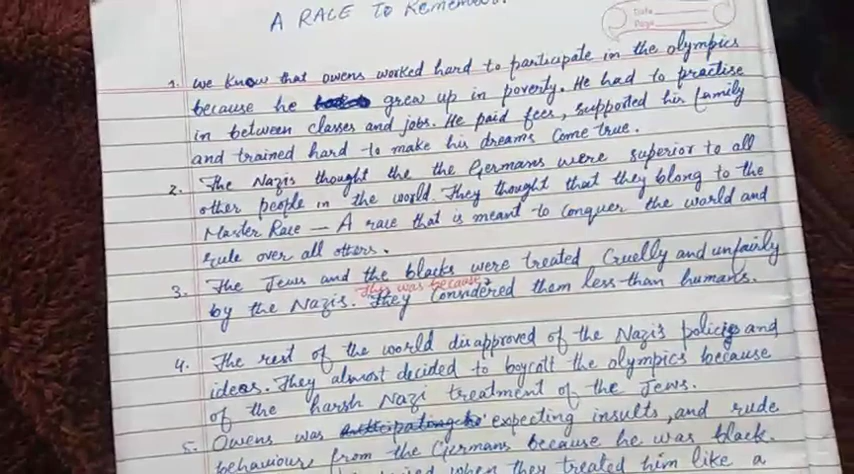 A RACE TO Remember
Date
Page
1. We know that owens worked hard to participate in the olympics
because he grew up in poverty. He had to practise
in between classes and jobs. He paid fees, supported his family
and trained hard to make his dreams come true.
2. The Nazis thought the the Germans were superior to all
other people in the world. They thought that they blong to the
Master Race — A race that is meant to conquer the world and
rule over all others.
3. The Jews and the blacks were treated cruelly and unfairly
This was because
by the Nazis. They considered them less than humans.
4. The rest of the world disapproved of the Nazis policies and
ideas. They almost decided to boycott the olympics because
of the harsh Nazi treatment of the Jews.
5. Owens was anticipating to expecting insults, and rude
behaviour from the Germans because he was black.
when they treated him like a